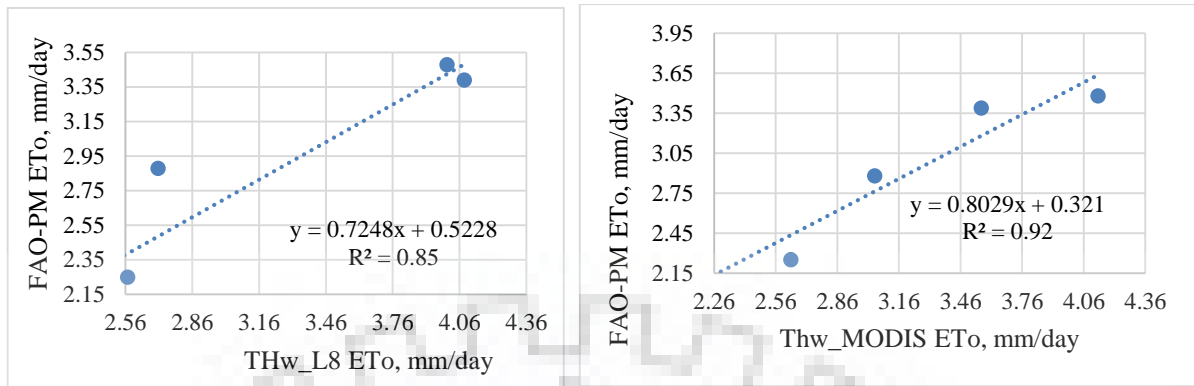 FAO-PM ETo, mm/day
3.55
3.35
3.15
2.95
2.75
2.55
2.35
2.15
y = 0.7248x + 0.5228
R² = 0.85
2.56 2.86 3.16 3.46 3.76 4.06 4.36
THw_L8 ETo, mm/day
FAO-PM ETo, mm/day
3.95
3.65
3.35
3.05
2.75
2.45
2.15
y = 0.8029x + 0.321
R² = 0.92
2.26 2.56 2.86 3.16 3.46 3.76 4.06 4.36
Thw_MODIS ETo, mm/day